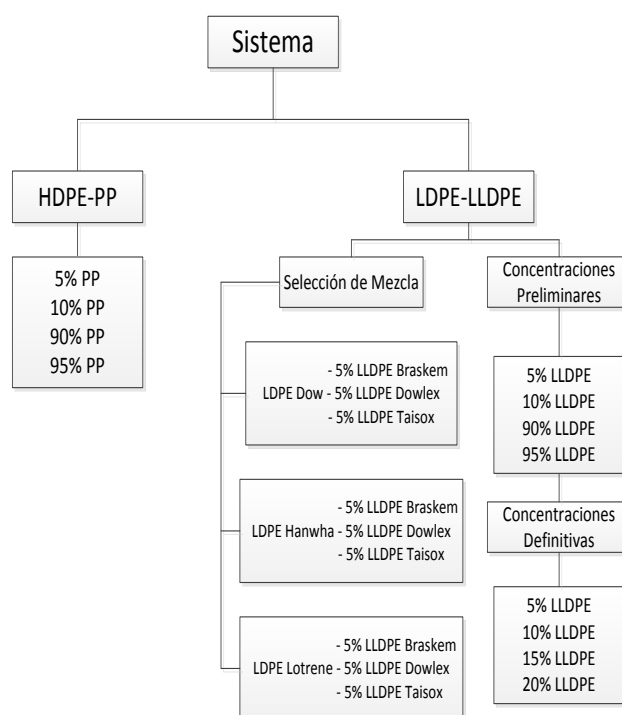 Sistema
HDPE-PP
5% PP
10% PP
90% PP
95% PP
LDPE-LLDPE
Selección de Mezcla
- 5% LLDPE Braskem
LDPE Dow - 5% LLDPE Dowlex
- 5% LLDPE Taisox
- 5% LLDPE Braskem
LDPE Hanwha - 5% LLDPE Dowlex
- 5% LLDPE Taisox
- 5% LLDPE Braskem
LDPE Lotrene - 5% LLDPE Dowlex
- 5% LLDPE Taisox
Concentraciones
Preliminares
5% LLDPE
10% LLDPE
90% LLDPE
95% LLDPE
Concentraciones
Definitivas
5% LLDPE
10% LLDPE
15% LLDPE
20% LLDPE